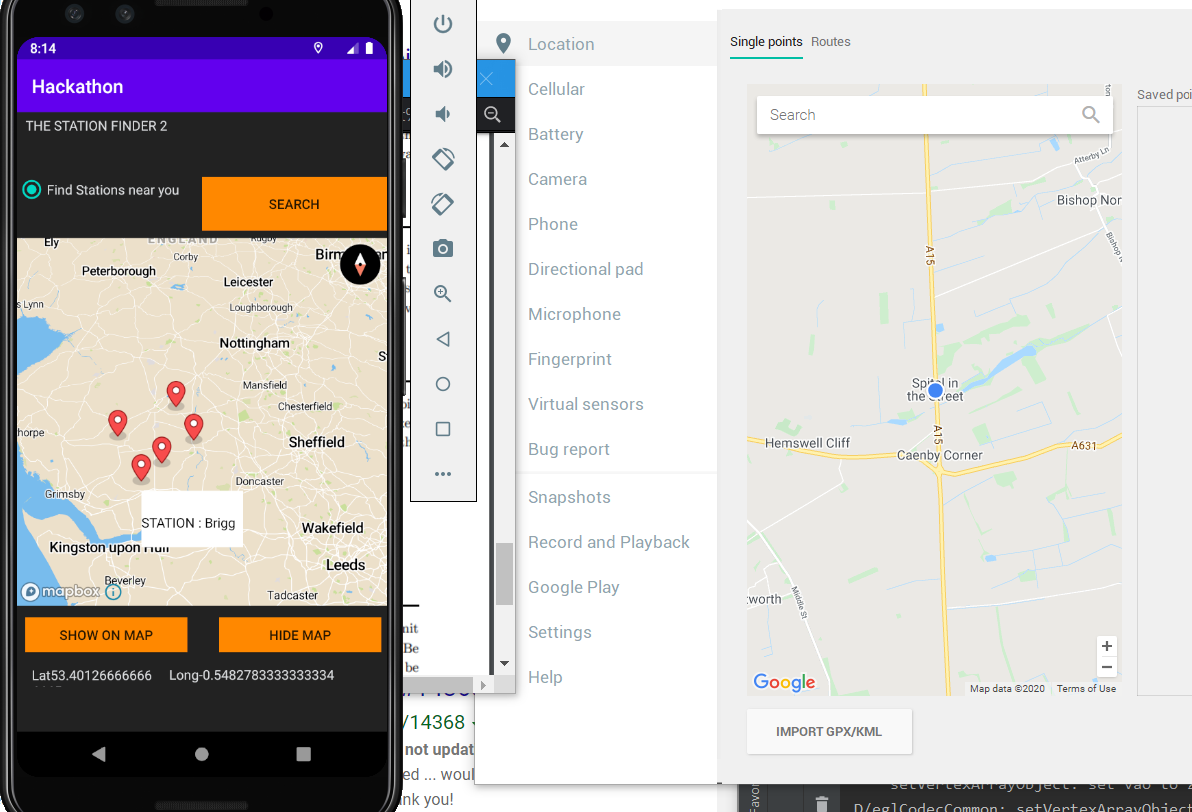 8:14
Hackathon
THE STATION FINDER 2
Find Stations near you
SEARCH
Ely
ENGLAND
Rugby
Corby
Peterborough
Leicester
s Lynn
Loughborough
Nottingham
St
Mansfield
Chesterfield
horpe
Sheffield
Doncaster
Grimsby
STATION : Brigg
Wakefield
Kingston upon Hull
Leeds
Beverley
mapbox
Tadcaster
SHOW ON MAP
HIDE MAP
Lat53.40126666666
Long-0.5482783333333334
nit
Be
be
/14368
not updat
ed ... woul
nk you!
Location
Cellular
Battery
Camera
Phone
Directional pad
Microphone
Fingerprint
Virtual sensors
Bug report
Snapshots
Record and Playback
Google Play
Settings
Help
Single points
Routes
Search
Saved poi
Atterby Ln
Bishop Nor
A15
Spital in
the Street
A15
Hemswell Cliff
A631
Caenby Corner
tworth
Middle St
Google
Map data ©2020
Terms of Use
IMPORT GPX/KML
Favor
setVertexArrayObject: set vao to
D/eglCodecCommon: setVertexArrayObject